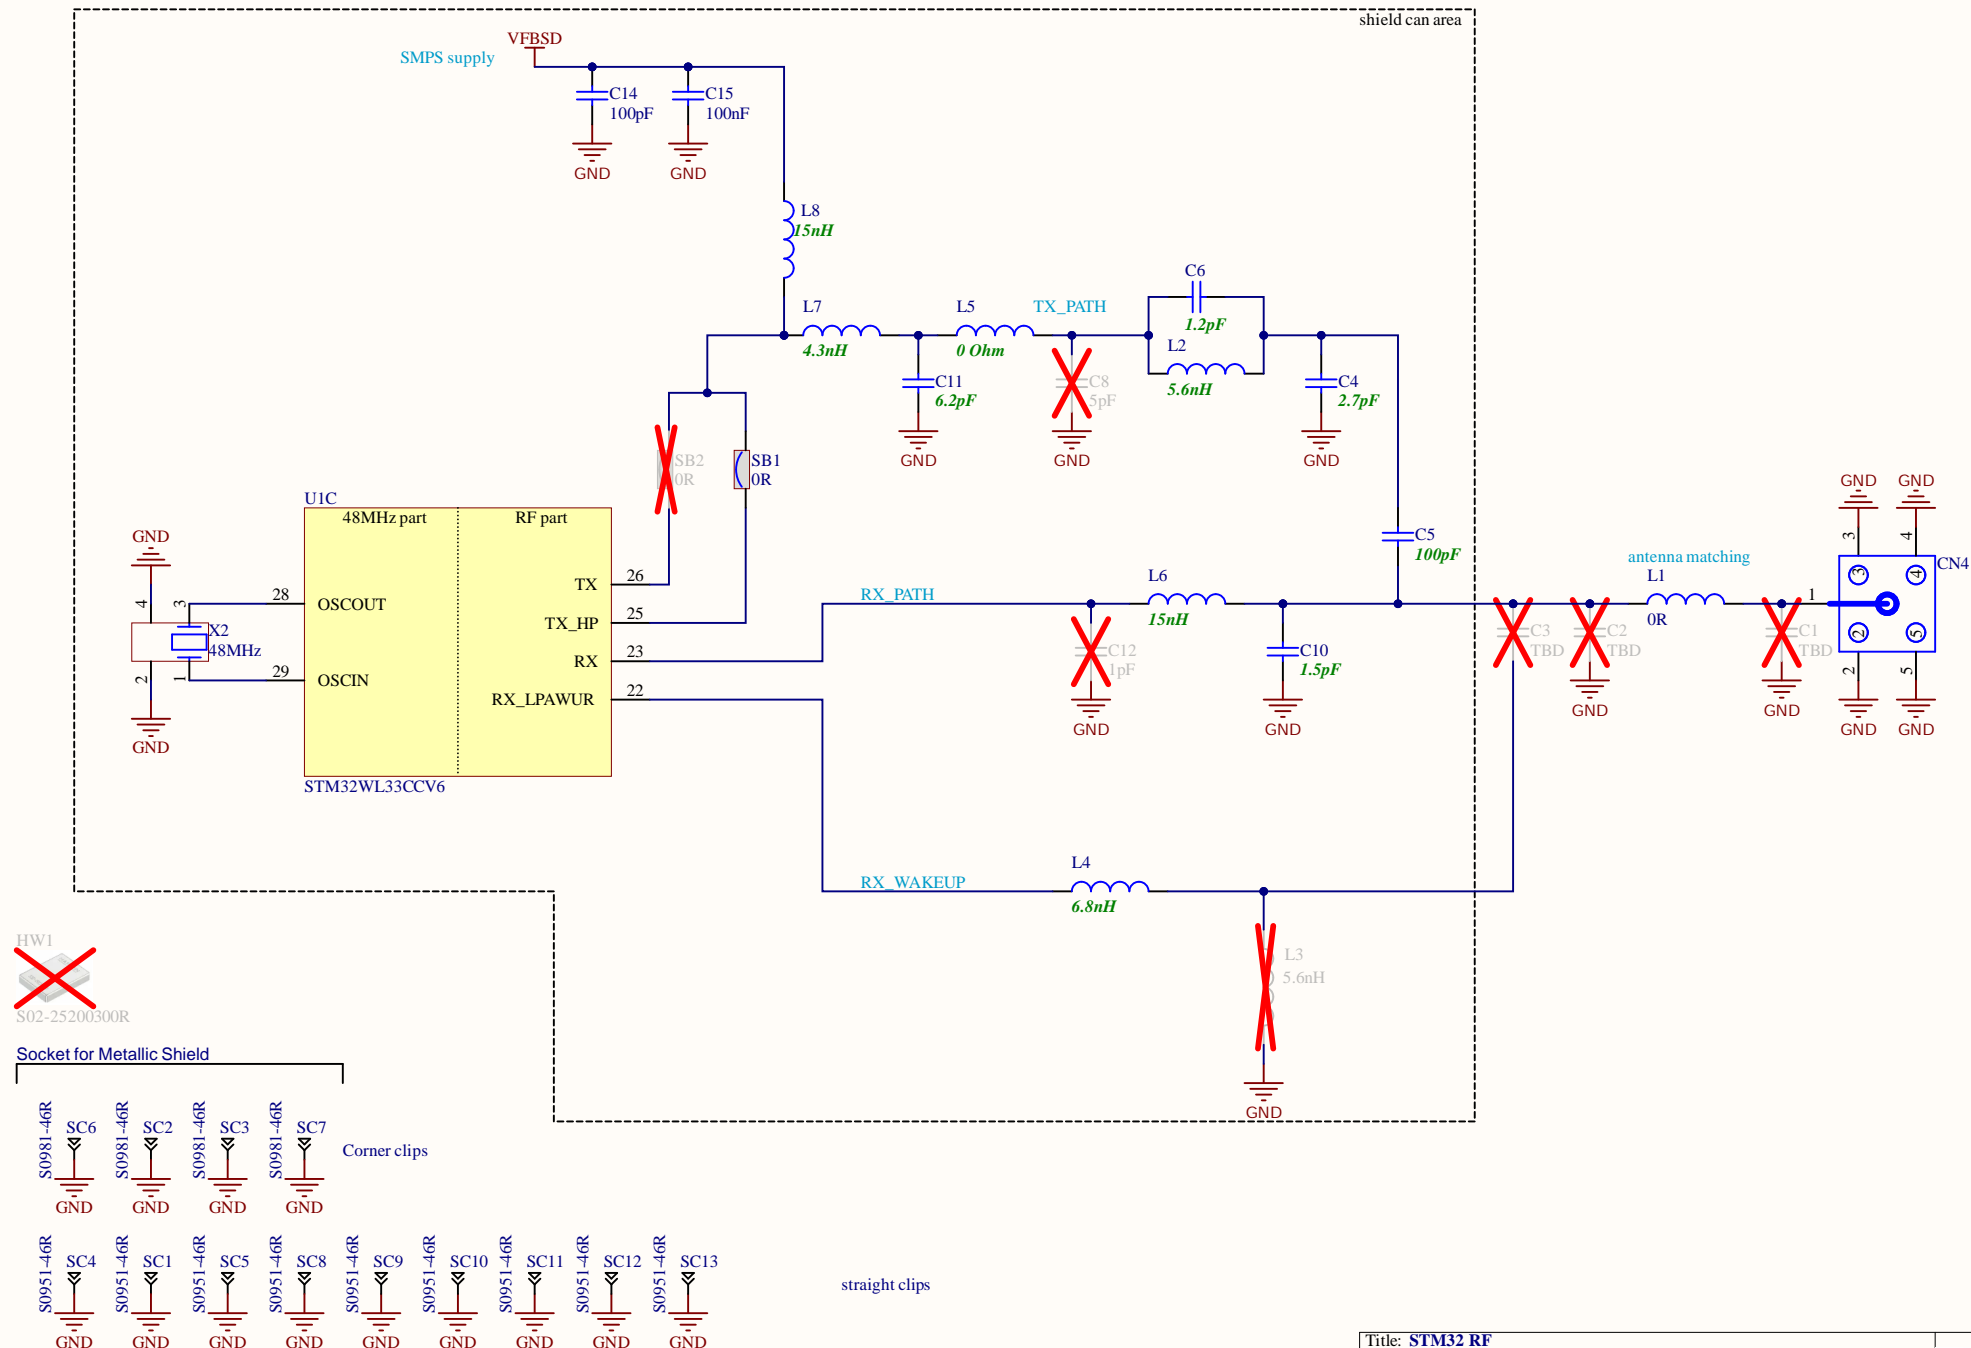 shield can area
VFBSD
SMPS supply
C14
100pF
GND
C15
100nF
GND
L8
15nH
L7
4.3nH
L5
0 Ohm
TX_PATH
C6
1.2pF
L2
5.6nH
C11
6.2pF
GND
C8
5pF
GND
C4
2.7pF
GND
SB2
0R
SB1
0R
C5
100pF
U1C
48MHz part
RF part
OSCOUT
OSCIN
TX
TX_HP
RX
RX_LPAWUR
28
29
26
25
23
22
STM32WL33CCV6
GND
4
3
X2
48MHz
2
1
GND
RX_PATH
L6
15nH
C12
1pF
GND
C10
1.5pF
GND
C3
TBD
C2
TBD
GND
antenna matching
L1
0R
C1
TBD
GND
1
GND
GND
3
4
CN4
3
4
2
5
2
5
GND
GND
RX_WAKEUP
L4
6.8nH
L3
5.6nH
GND
HW1
S02-25200300R
Socket for Metallic Shield
S0981-46R
SC6
GND
S0981-46R
SC2
GND
S0981-46R
SC3
GND
S0981-46R
SC7
GND
Corner clips
S0951-46R
SC4
GND
S0951-46R
SC1
GND
S0951-46R
SC5
GND
S0951-46R
SC8
GND
S0951-46R
SC9
GND
S0951-46R
SC10
GND
S0951-46R
SC11
GND
S0951-46R
SC12
GND
S0951-46R
SC13
GND
straight clips
Title: STM32 RF